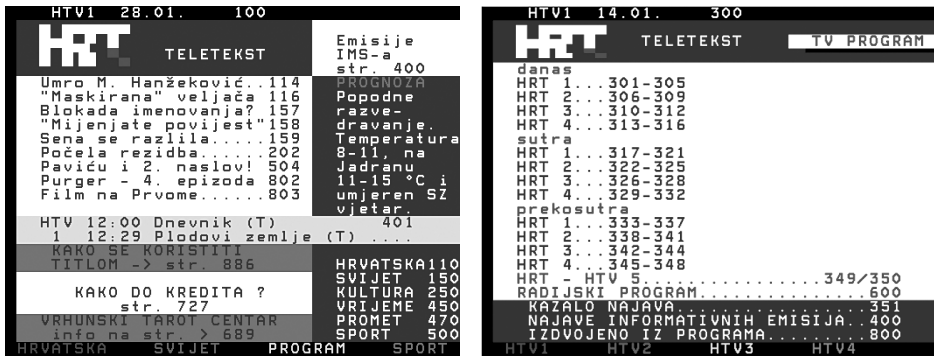 HTV1 28.01. 100
HRT TELETEKST
Emisije
IMS-a
str. 400
Umro M. Hanžeković..114
"Maskirana" veljača 116
Blokada imenovanja? 157
"Mijenjate povijest"158
Sena se razlila.....159
Počela rezidba......202
Paviću i 2. naslov! 504
Purger - 4. epizoda 802
Film na Prvome......803
PROGNOZA
Popodne
razve-
dravanje.
Temperatura
8-11, na
Jadranu
11-15 °C i
umjeren SZ
vjetar.
HTV 12:00 Dnevnik (T) 401
1 12:29 Plodovi zemlje (T) ....
KAKO SE KORISTITI
TITLOM -> str. 886
KAKO DO KREDITA ?
str. 727
VRHUNSKI TAROT CENTAR
info na str. > 689
HRVATSKA110
SVIJET 150
KULTURA 250
VRIJEME 450
PROMET 470
SPORT 500
HRVATSKA SVIJET PROGRAM SPORT
HTV1 14.01. 300
HRT TELETEKST TV PROGRAM
danas
HRT 1...301-305
HRT 2...306-309
HRT 3...310-312
HRT 4...313-316
sutra
HRT 1...317-321
HRT 2...322-325
HRT 3...326-328
HRT 4...329-332
prekosutra
HRT 1...333-337
HRT 2...338-341
HRT 3...342-344
HRT 4...345-348
HRT - HTV 5.............349/350
RADIJSKI PROGRAM............600
KAZALO NAJAVA..............351
NAJAVE INFORMATIVNIH EMISIJA..400
IZDVOJENO IZ PROGRAMA.......800
HTV1 HTV2 HTV3 HTV4